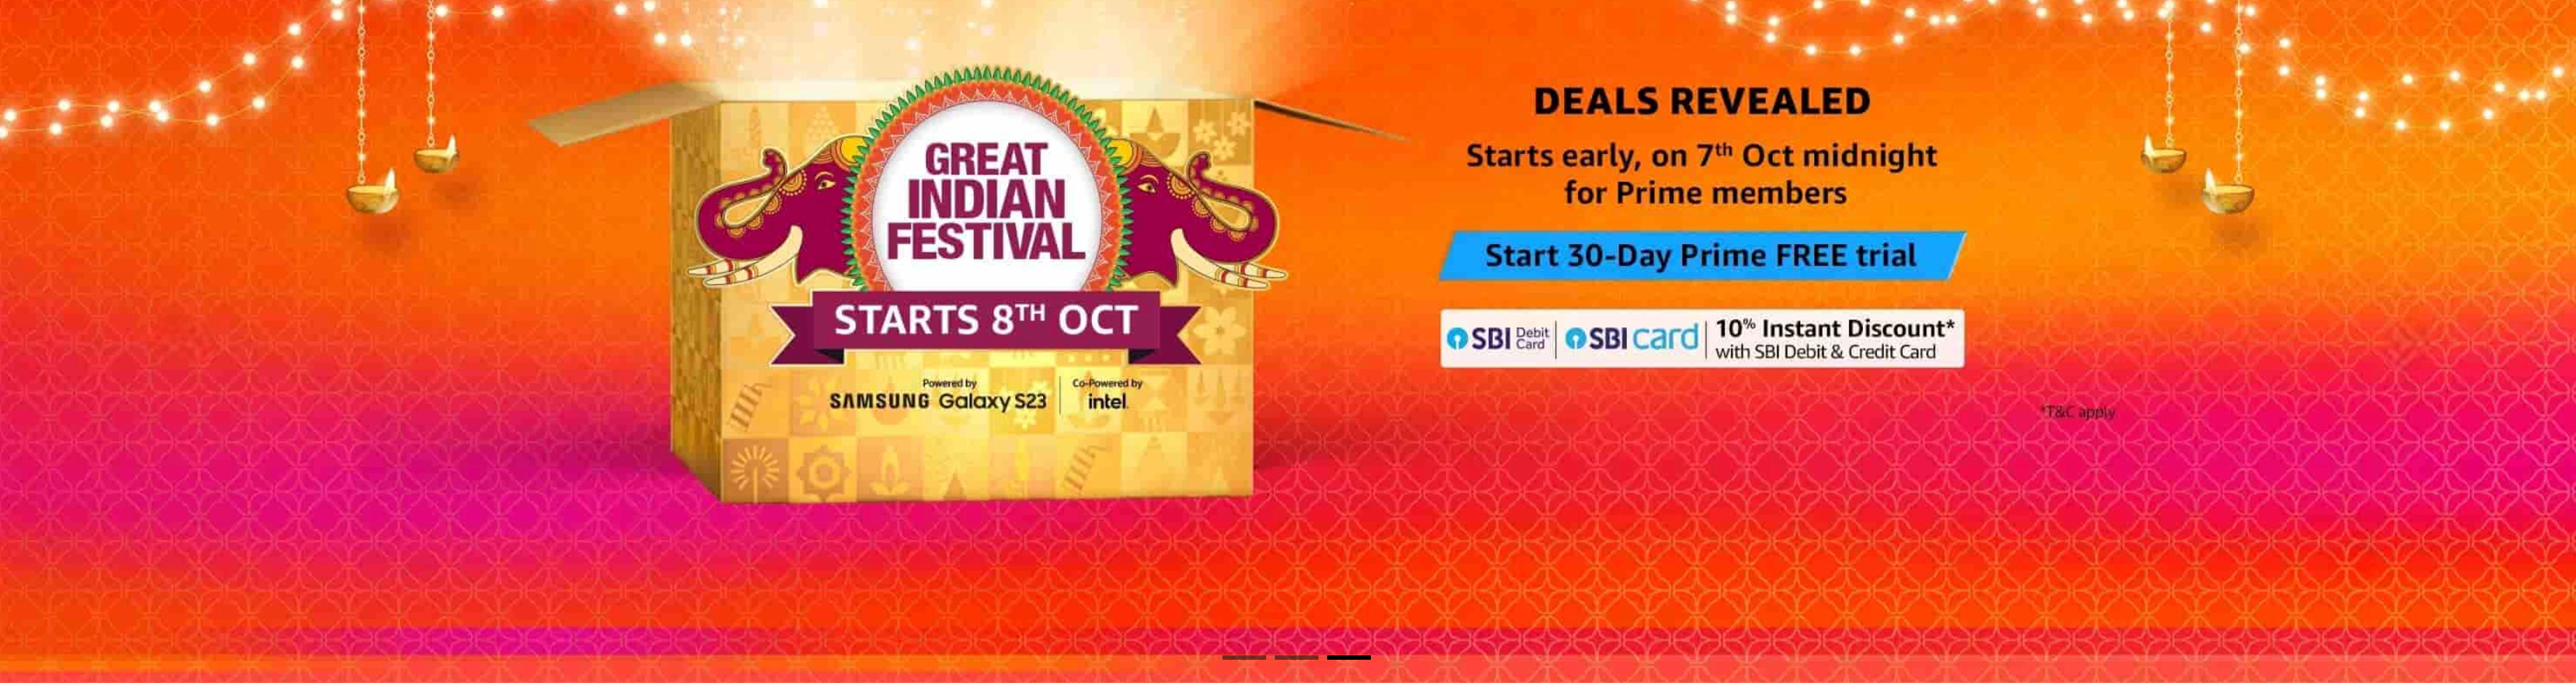 GREAT
INDIAN
FESTIVAL
STARTS 8TH OCT
Powered by
SAMSUNG Galaxy S23
Co-Powered by
intel.
DEALS REVEALED
Starts early, on 7th Oct midnight
for Prime members
Start 30-Day Prime FREE trial
SBI Debit Card
SBI card
10% Instant Discount*
with SBI Debit & Credit Card
*T&C apply